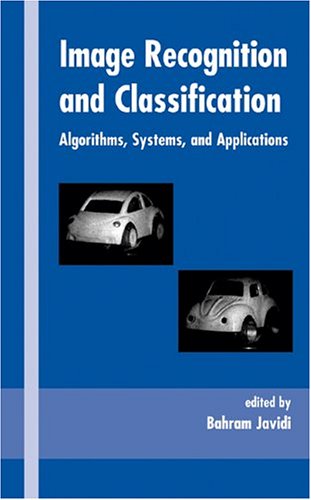 Image Recognition
and Classification
Algorithms, Systems, and Applications
edited by
Bahram Javidi